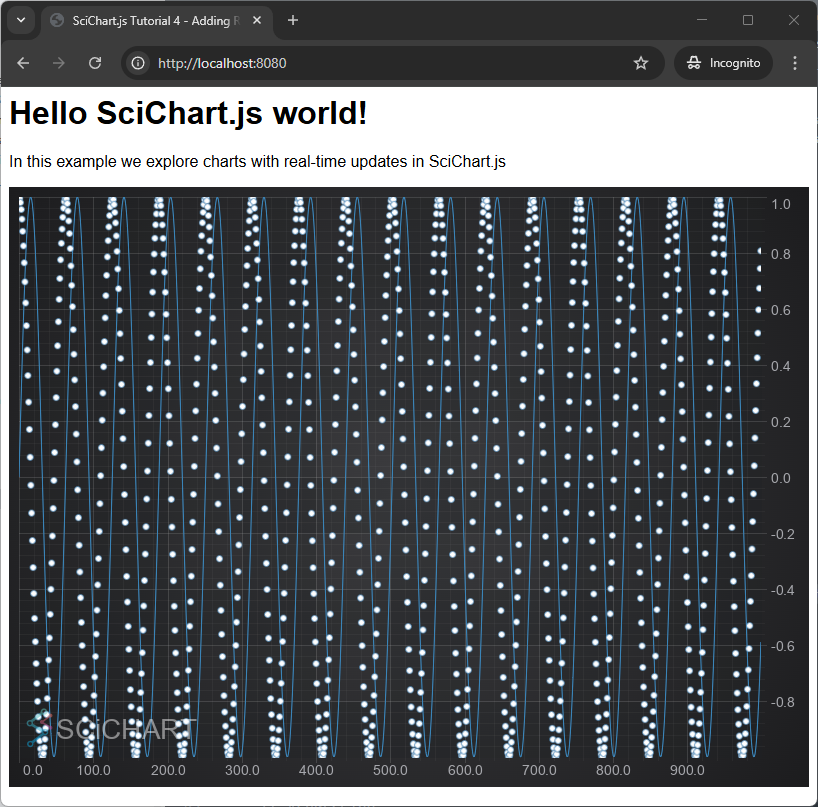 SciChart.js Tutorial 4 - Adding R
http://localhost:8080
Incognito
Hello SciChart.js world!
In this example we explore charts with real-time updates in SciChart.js
1.0
0.8
0.6
0.4
0.2
0.0
-0.2
-0.4
-0.6
-0.8
SCiCHART
0.0 100.0 200.0 300.0 400.0 500.0 600.0 700.0 800.0 900.0